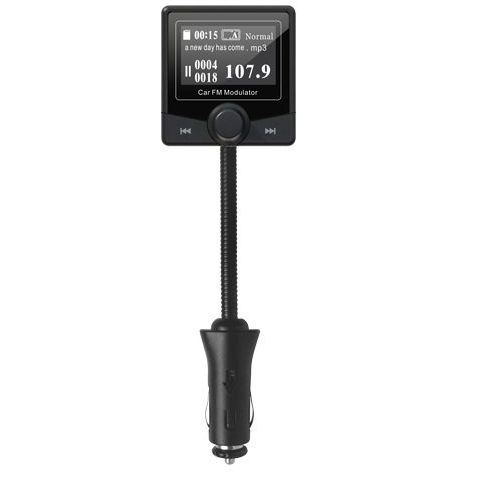 00:15 A Normal
a new day has come . mp3
0004
0018 107.9
Car FM Modulator